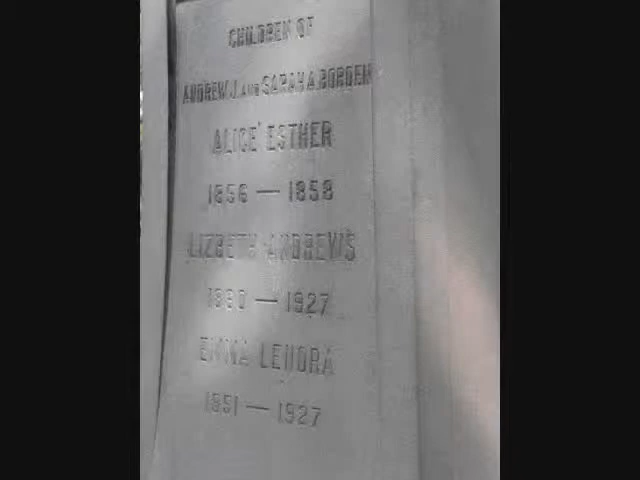 CHILDREN OF
ANDREW J. AND SARAH A. BORDEN
ALICE ESTHER
1856 — 1858
LIZBETH ANDREWS
1860 — 1927
EMMA LENORA
1851 — 1927